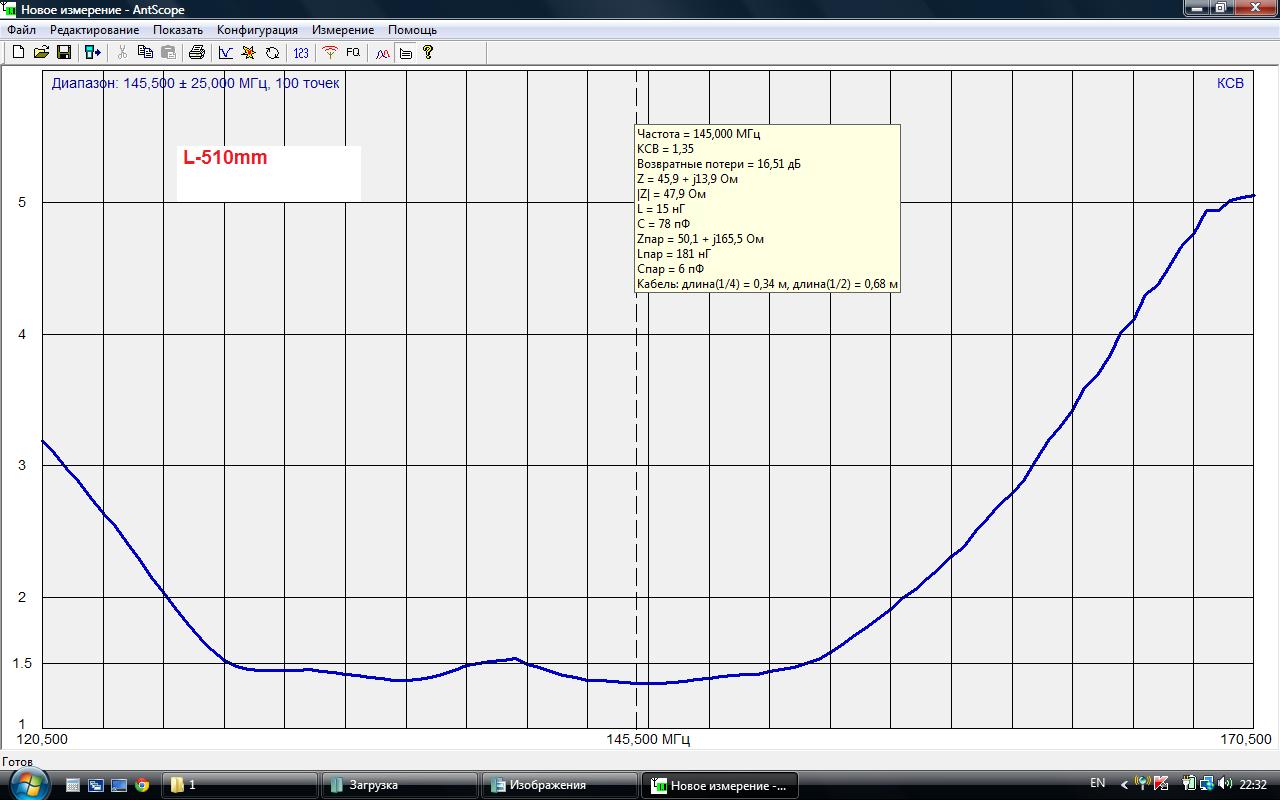 Новое измерение - AntScope
Файл Редактирование Показать Конфигурация Измерение Помощь
123 FQ ?
Диапазон: 145,500 ± 25,000 МГц, 100 точек КСВ
L-510mm
Частота = 145,000 МГц
КСВ = 1,35
Возвратные потери = 16,51 дБ
Z = 45,9 + j13,9 Ом
|Z| = 47,9 Ом
L = 15 нГ
C = 78 пФ
Zпар = 50,1 + j165,5 Ом
Lпар = 181 нГ
Cпар = 6 пФ
Кабель: длина(1/4) = 0,34 м, длина(1/2) = 0,68 м
5
4
3
2
1.5
1
120,500 145,500 МГц 170,500
Готов
1 Загрузка Изображения Новое измерение -... EN 22:32